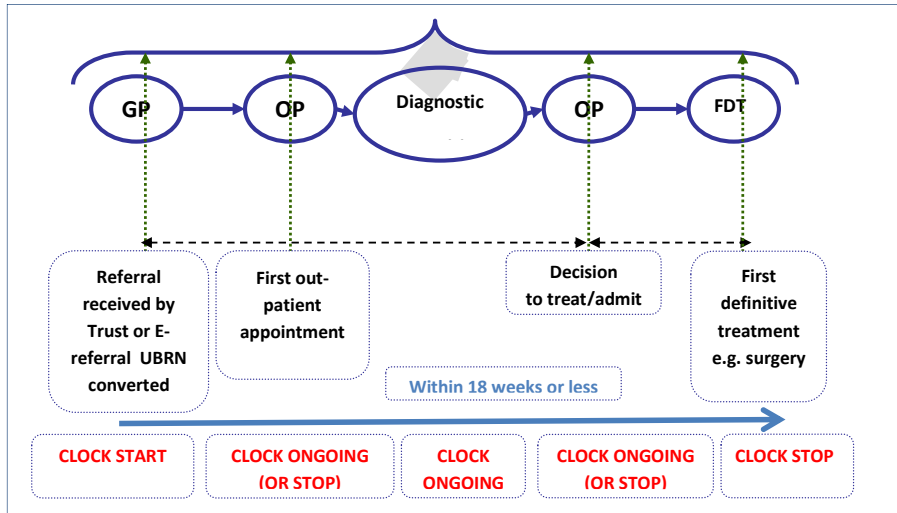 GP
OP
Diagnostic
OP
FDT
Referral
received by
Trust or E-
referral UBRN
converted
First out-
patient
appointment
Decision
to treat/admit
First
definitive
treatment
e.g. surgery
Within 18 weeks or less
CLOCK START
CLOCK ONGOING
(OR STOP)
CLOCK
ONGOING
CLOCK ONGOING
(OR STOP)
CLOCK STOP